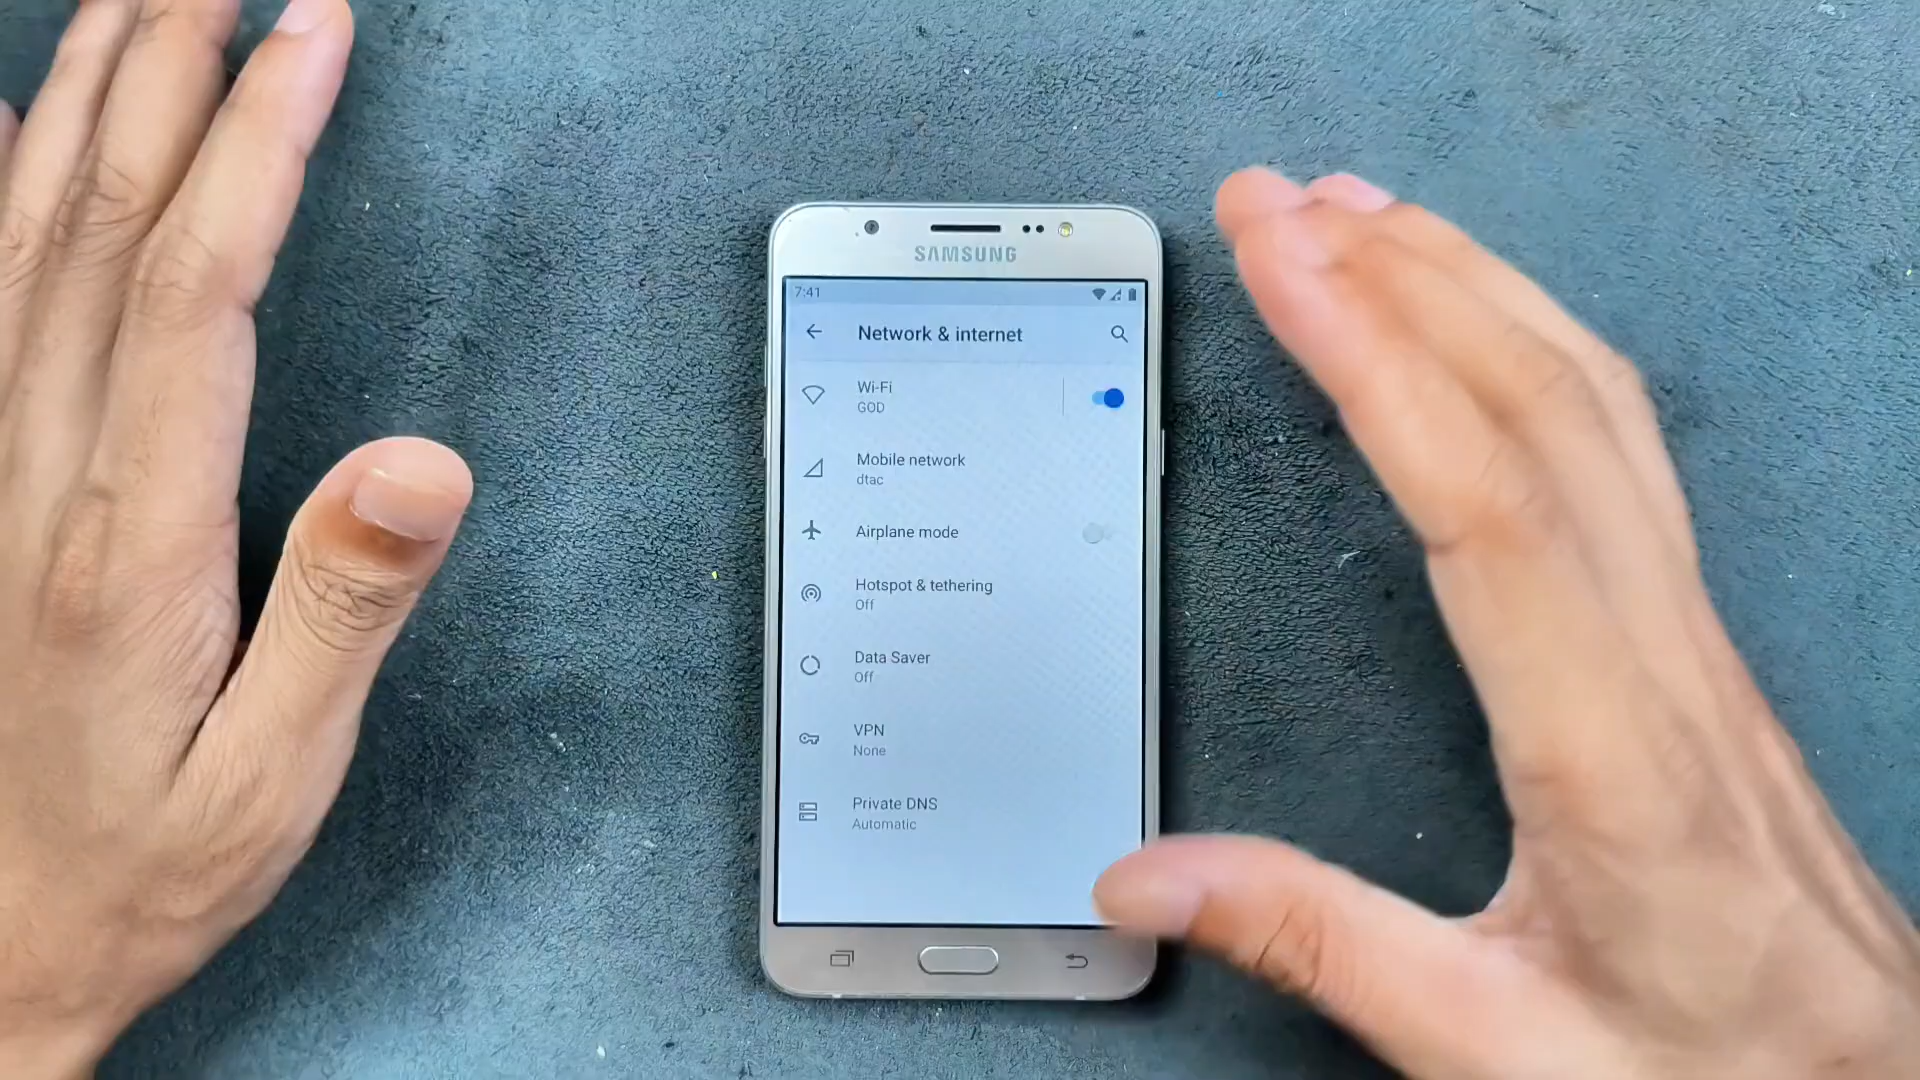 SAMSUNG
7:41
Network & internet
Wi-Fi
GOD
Mobile network
dtac
Airplane mode
Hotspot & tethering
Off
Data Saver
Off
VPN
None
Private DNS
Automatic